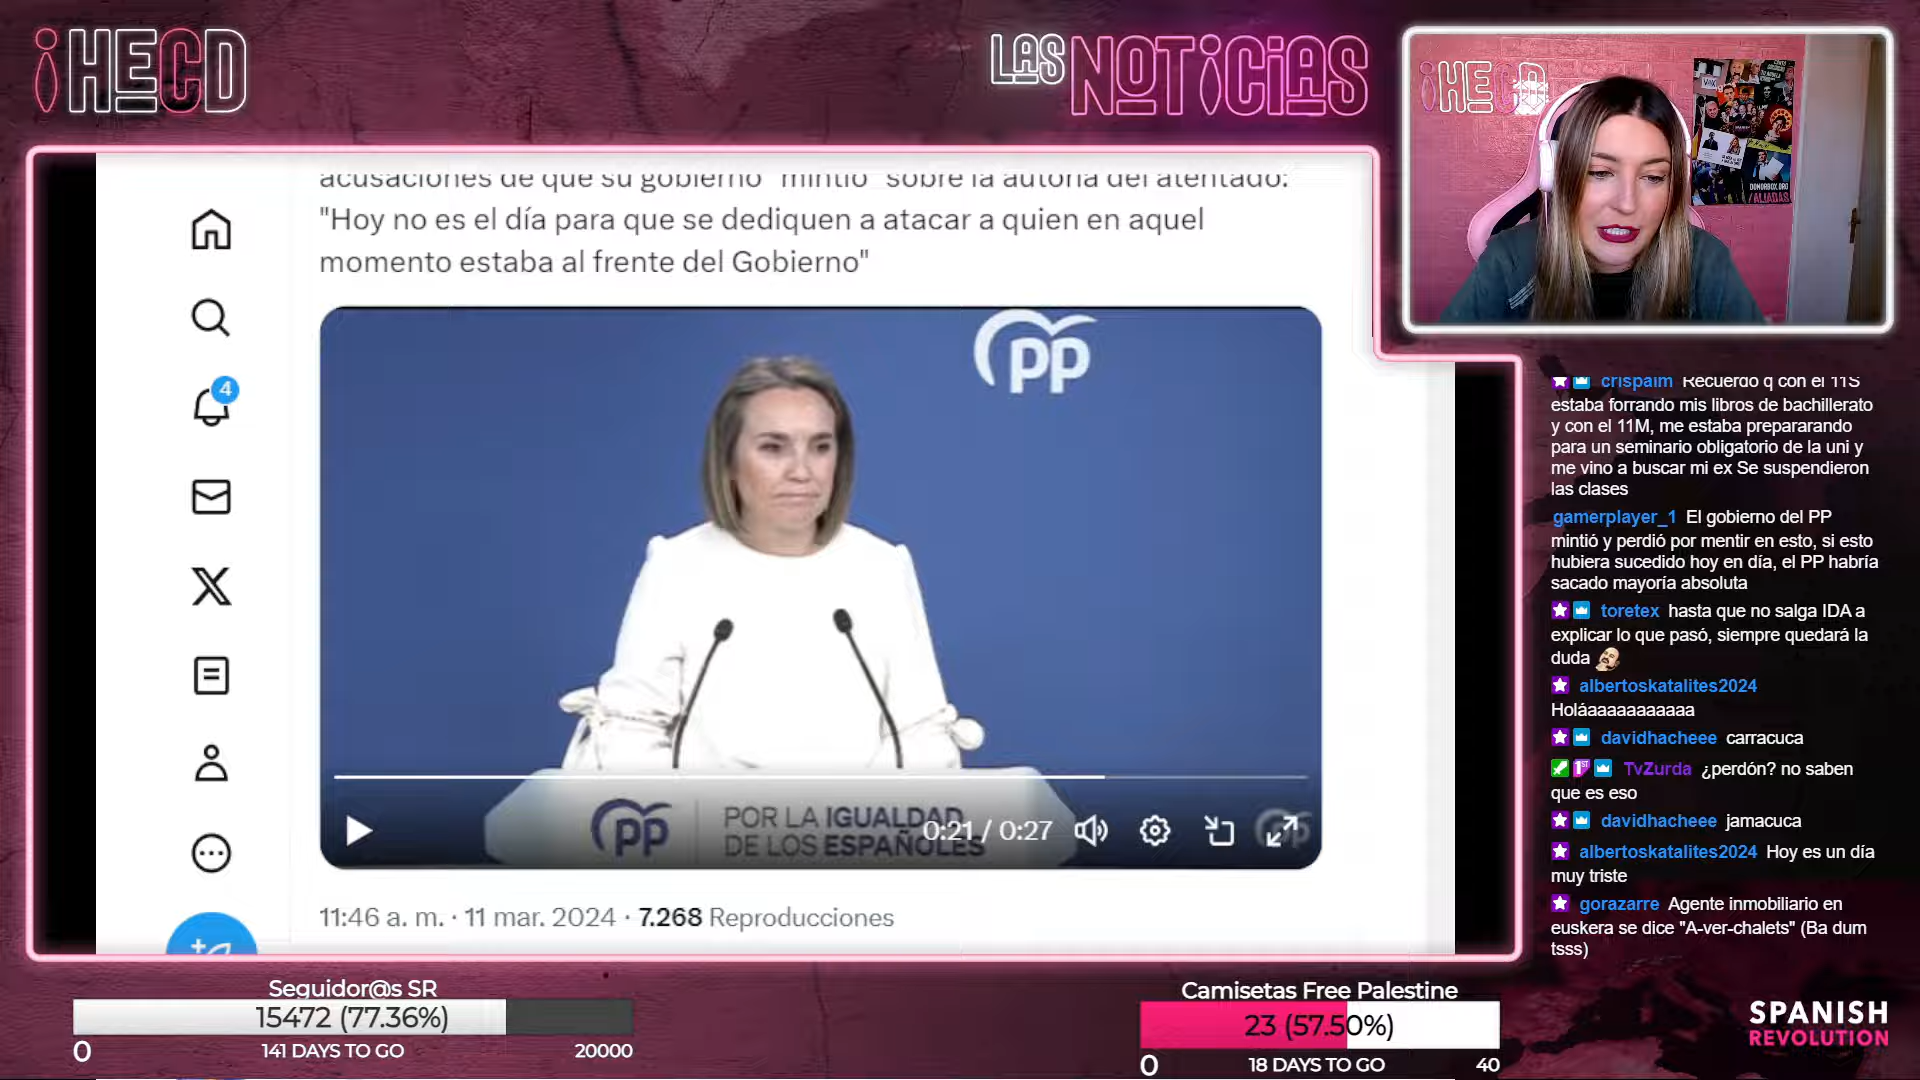 ¡HECD
LAS NOTICIAS
acusaciones de que su gobierno "mintió" sobre la autoría del atentado:
"Hoy no es el día para que se dediquen a atacar a quien en aquel
momento estaba al frente del Gobierno"
4
PP
PP
POR LA IGUALDAD
DE LOS ESPAÑOLES
0:21 / 0:27
11:46 a. m. · 11 mar. 2024 · 7.268 Reproducciones
¡HECD
DONORBOX.ORG
/ALIADAS
crispaim Recuerdo q con el 11S
estaba forrando mis libros de bachillerato
y con el 11M, me estaba prepararando
para un seminario obligatorio de la uni y
me vino a buscar mi ex Se suspendieron
las clases
gamerplayer_1 El gobierno del PP
mintió y perdió por mentir en esto, si esto
hubiera sucedido hoy en día, el PP habría
sacado mayoría absoluta
toretex hasta que no salga IDA a
explicar lo que pasó, siempre quedará la
duda
albertoskatalites2024
Holáaaaaaaaaaaa
davidhacheee carracuca
TvZurda ¿perdón? no saben
que es eso
davidhacheee jamacuca
albertoskatalites2024 Hoy es un día
muy triste
gorazarre Agente inmobiliario en
euskera se dice "A-ver-chalets" (Ba dum
tsss)
Seguidor@s SR
15472 (77.36%)
0 141 DAYS TO GO 20000
Camisetas Free Palestine
23 (57.50%)
0 18 DAYS TO GO 40
SPANISH
REVOLUTION